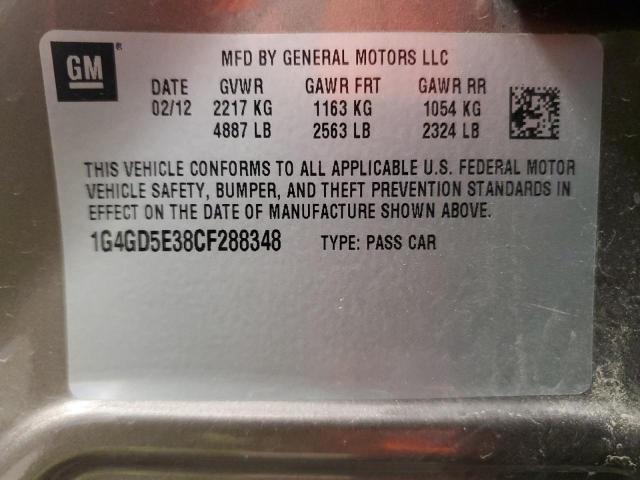 GM
MFD BY GENERAL MOTORS LLC
DATE GVWR GAWR FRT GAWR RR
02/12 2217 KG 1163 KG 1054 KG
4887 LB 2563 LB 2324 LB
THIS VEHICLE CONFORMS TO ALL APPLICABLE U.S. FEDERAL MOTOR
VEHICLE SAFETY, BUMPER, AND THEFT PREVENTION STANDARDS IN
EFFECT ON THE DATE OF MANUFACTURE SHOWN ABOVE.
1G4GD5E38CF288348 TYPE: PASS CAR